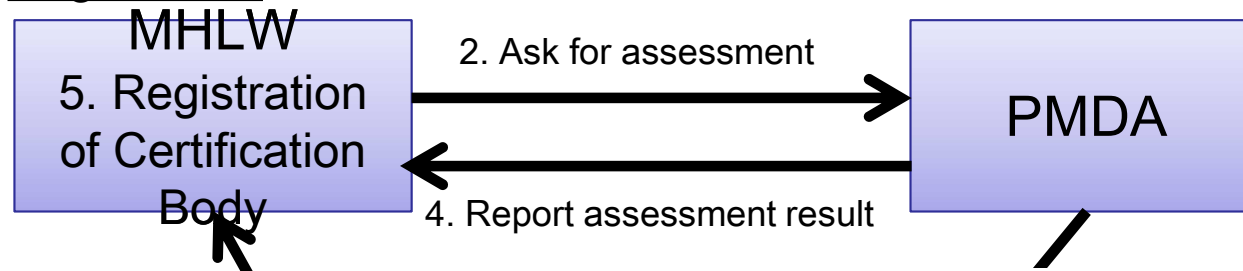 MHLW
5. Registration
of Certification
Body
2. Ask for assessment
4. Report assessment result
PMDA